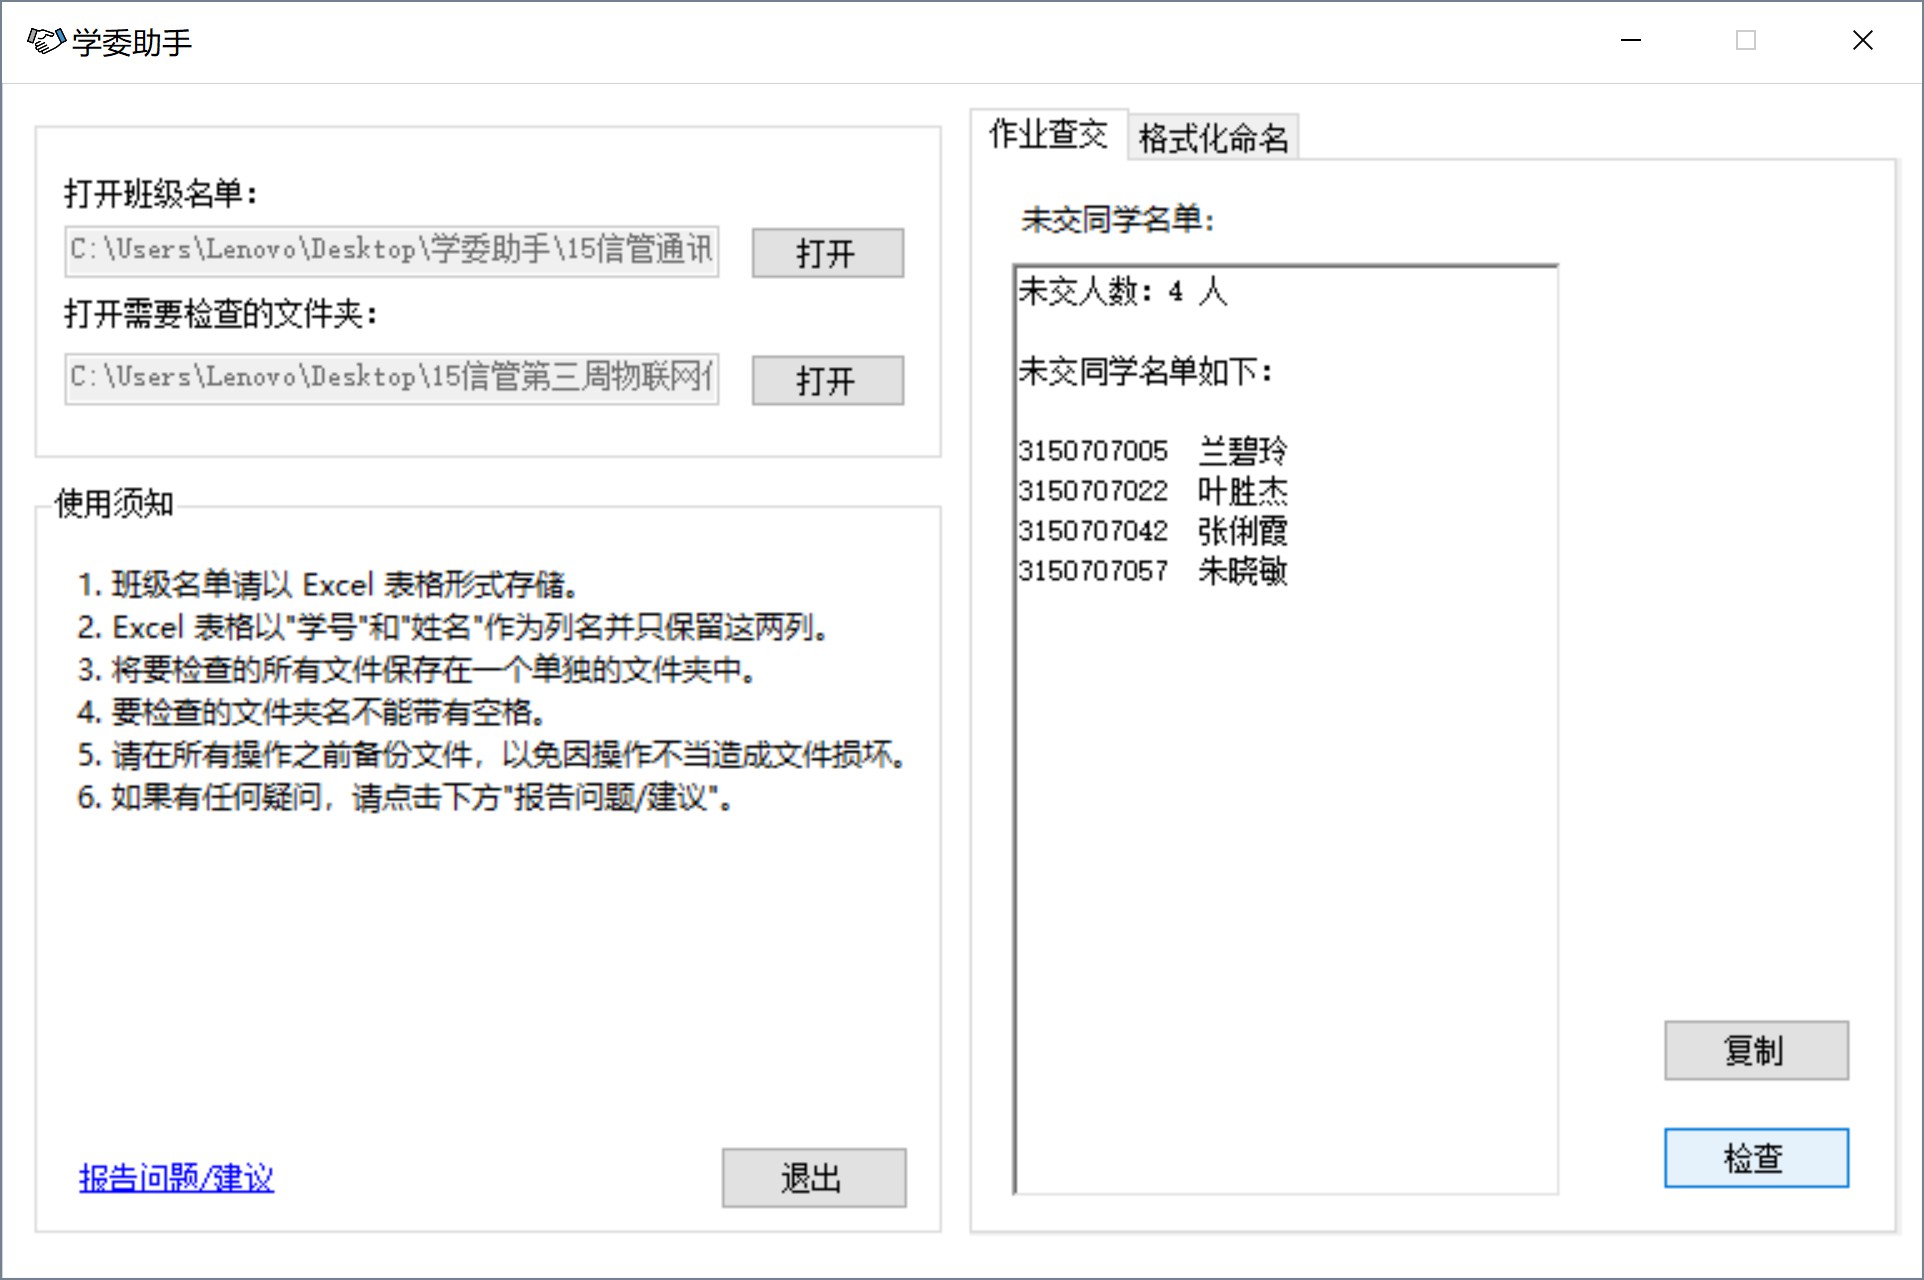 学委助手
打开班级名单：
C:\Users\Lenovo\Desktop\学委助手\15信管通讯
打开
打开需要检查的文件夹：
C:\Users\Lenovo\Desktop\15信管第三周物联网
打开
使用须知
1. 班级名单请以 Excel 表格形式存储。
2. Excel 表格以"学号"和"姓名"作为列名并只保留这两列。
3. 将要检查的所有文件保存在一个单独的文件夹中。
4. 要检查的文件夹名不能带有空格。
5. 请在所有操作之前备份文件，以免因操作不当造成文件损坏。
6. 如果有任何疑问，请点击下方"报告问题/建议"。
报告问题/建议
退出
作业查交
格式化命名
未交同学名单：
未交人数：4 人
未交同学名单如下：
3150707005 兰碧玲
3150707022 叶胜杰
3150707042 张俐霞
3150707057 朱晓敏
复制
检查